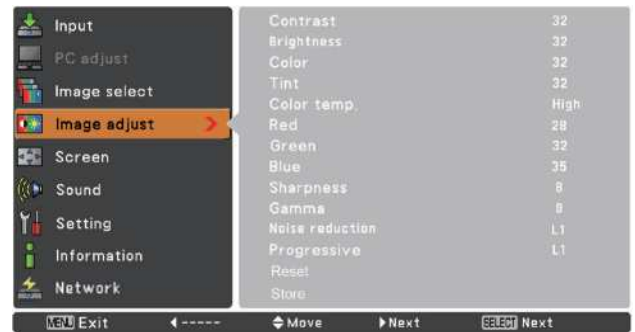 Input
PC adjust
Image select
Image adjust
Screen
Sound
Setting
Information
Network
Contrast 32
Brightness 32
Color 32
Tint 32
Color temp. High
Red 28
Green 32
Blue 35
Sharpness 8
Gamma 8
Noise reduction L1
Progressive L1
Reset
Store
MENU Exit ◀----- Move ▶Next SELECT Next